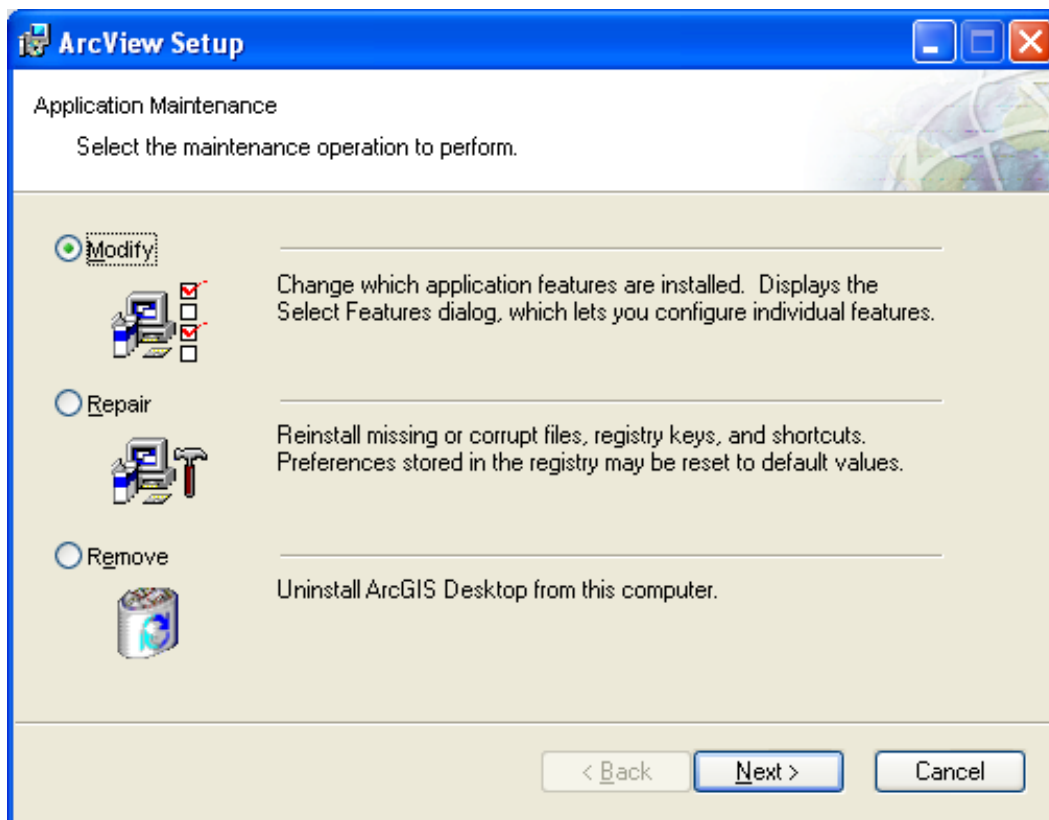 ArcView Setup
Application Maintenance
Select the maintenance operation to perform.
Modify
Change which application features are installed.  Displays the
Select Features dialog, which lets you configure individual features.
Repair
Reinstall missing or corrupt files, registry keys, and shortcuts.
Preferences stored in the registry may be reset to default values.
Remove
Uninstall ArcGIS Desktop from this computer.
< Back
Next >
Cancel